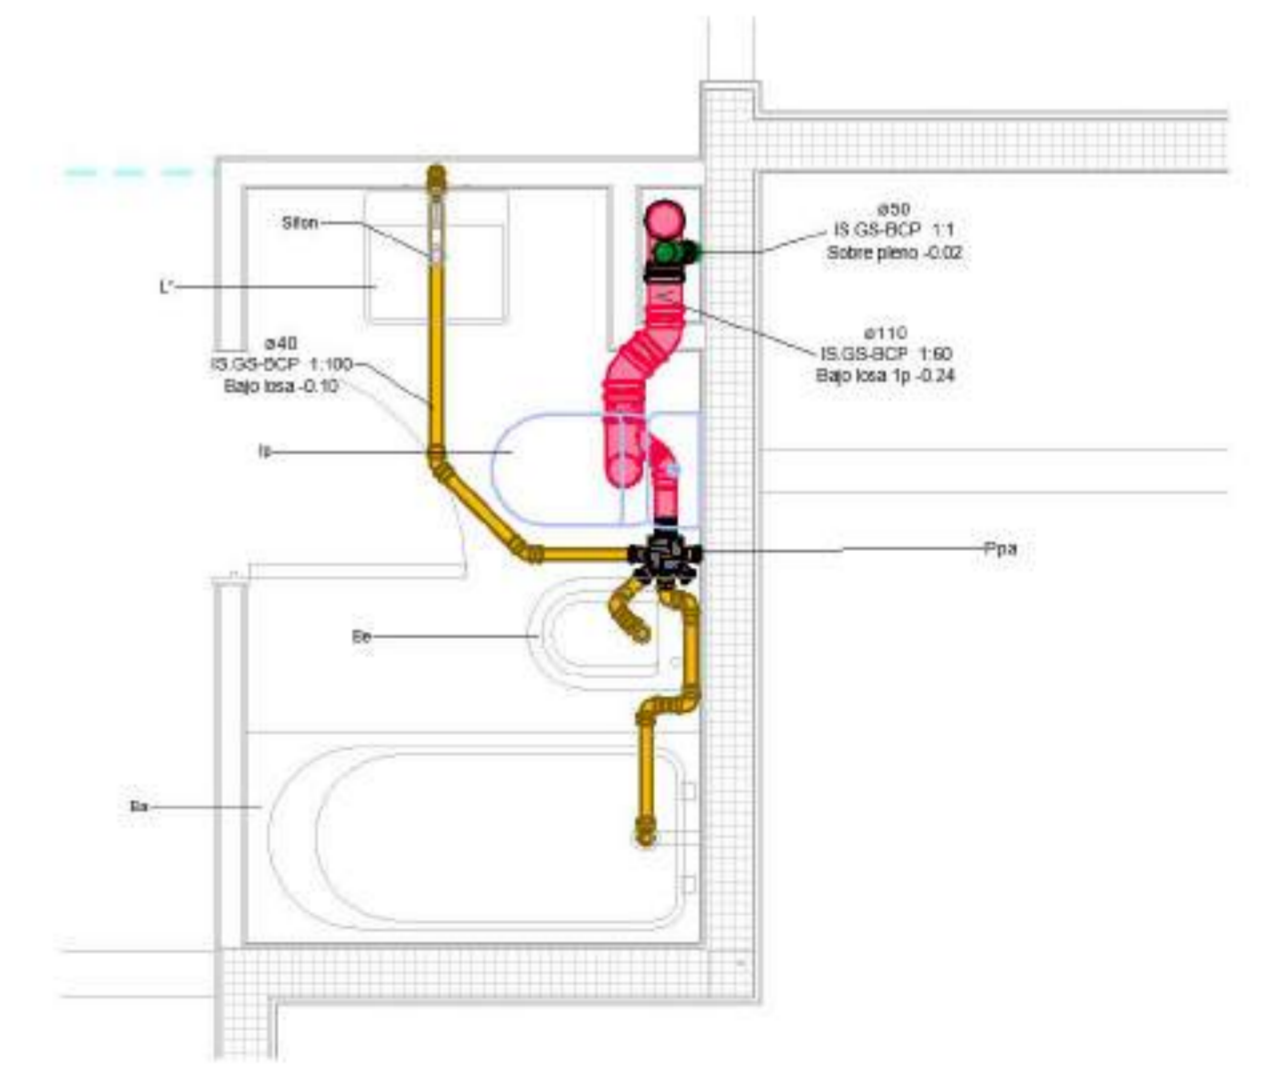 ø50
IS.GS-BCP 1:1
Sobre pleno -0.02
Sifon
L°
ø110
IS.GS-BCP 1:60
Bajo losa 1p -0.24
ø40
IS.GS-BCP 1:100
Bajo losa -0.10
Ip
Ppa
Be
Ba